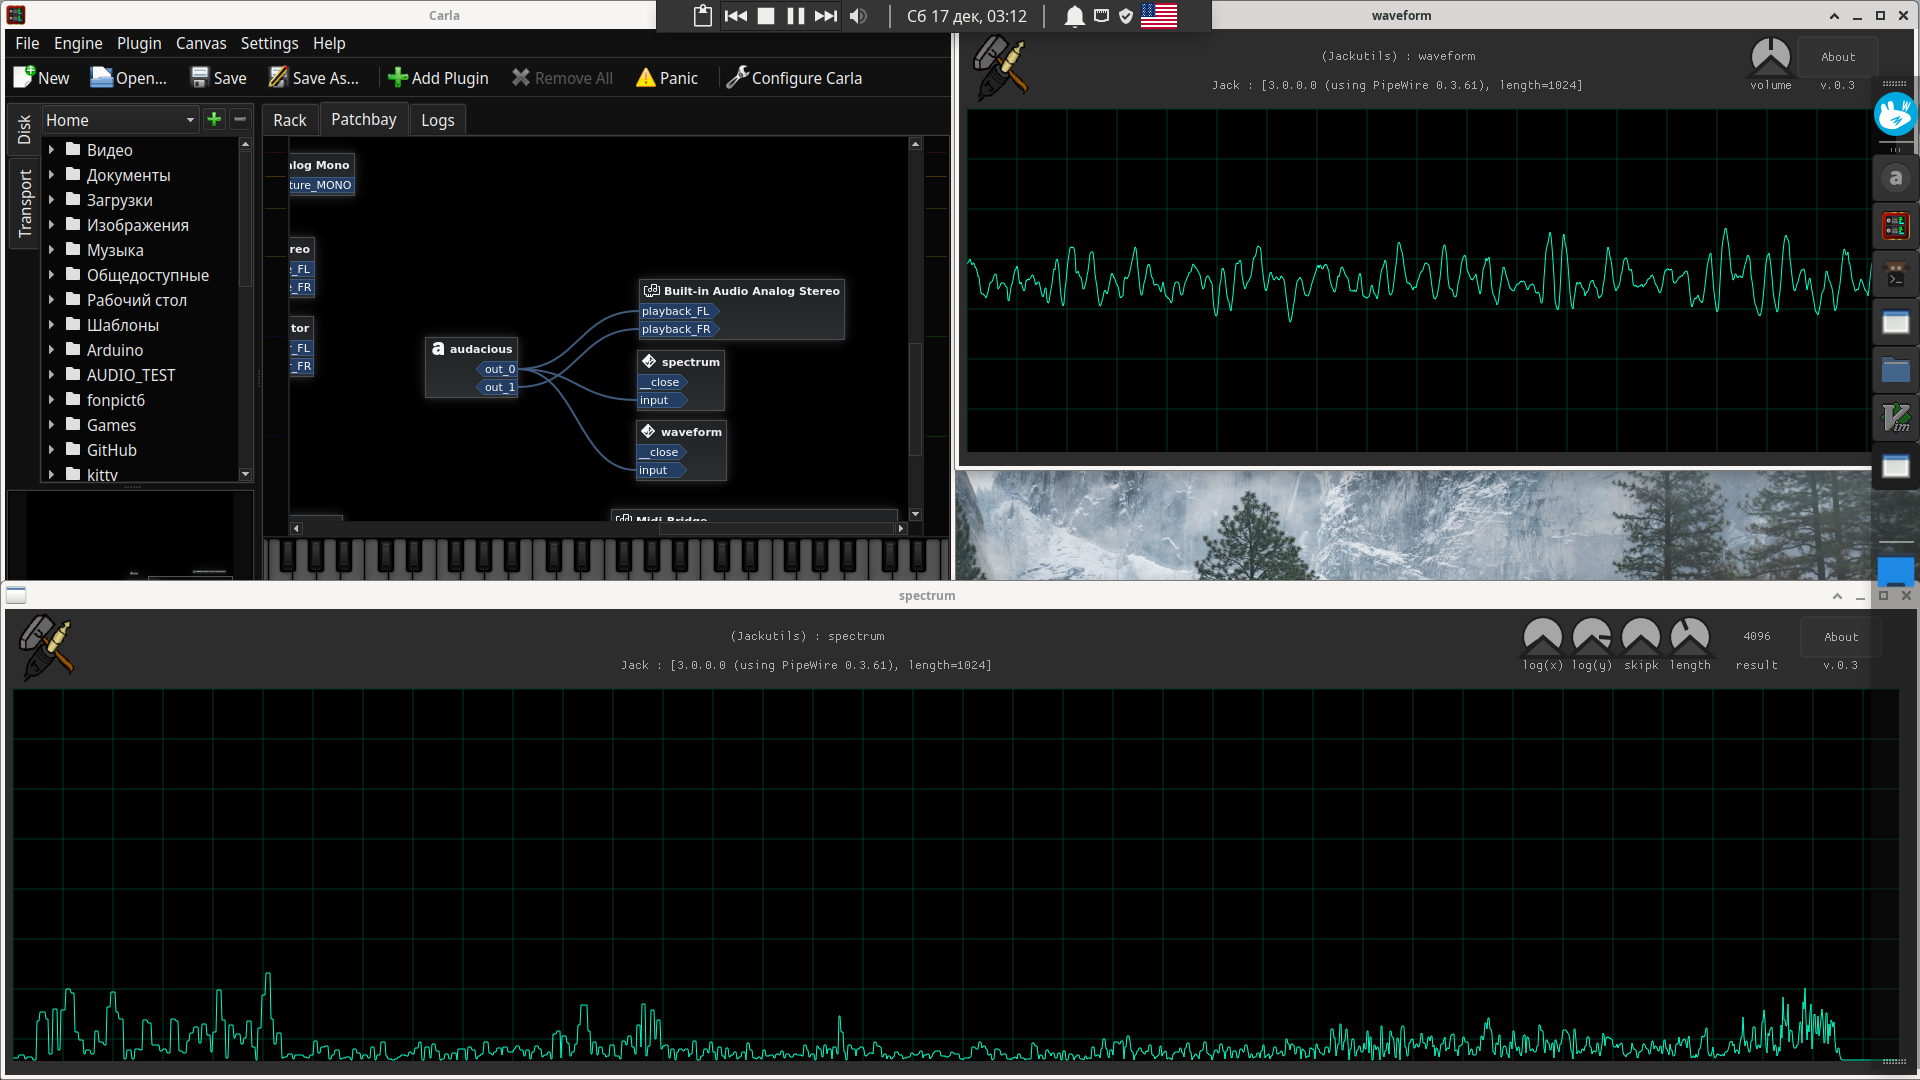 Carla
Сб 17 дек, 03:12
waveform
File Engine Plugin Canvas Settings Help
New Open... Save Save As... Add Plugin Remove All Panic Configure Carla
(Jackutils) : waveform
Jack : [3.0.0.0 (using PipeWire 0.3.61), length=1024]
volume
About
v.0.3
Disk
Transport
Home
Видео
Документы
Загрузки
Изображения
Музыка
Общедоступные
Рабочий стол
Шаблоны
Arduino
AUDIO_TEST
fonpict6
Games
GitHub
kitty
Rack Patchbay Logs
alog Mono
ture_MONO
reo
_FL
_FR
tor
_FL
_FR
audacious
out_0
out_1
Built-in Audio Analog Stereo
playback_FL
playback_FR
spectrum
__close
input
waveform
__close
input
Midi-Bridge
spectrum
(Jackutils) : spectrum
Jack : [3.0.0.0 (using PipeWire 0.3.61), length=1024]
log(x) log(y) skipk length
4096
result
About
v.0.3